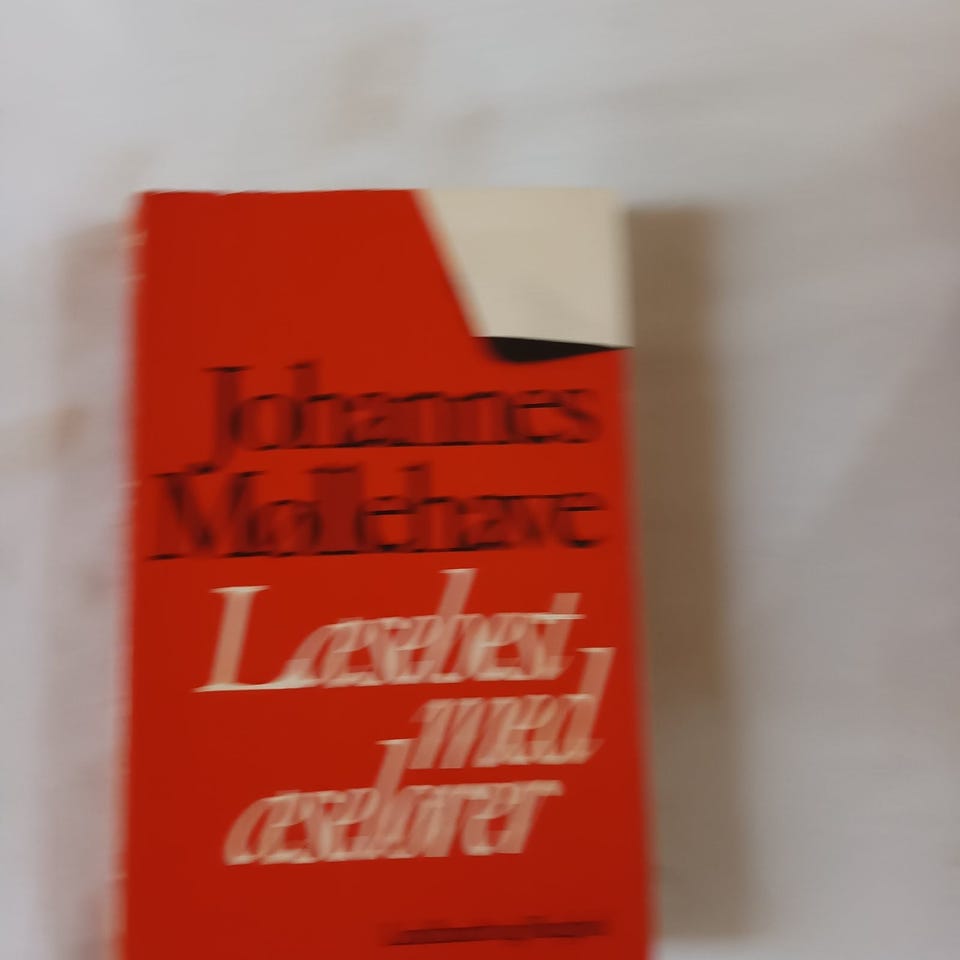 Johannes
Møllehave
Læsehest
med
æselører